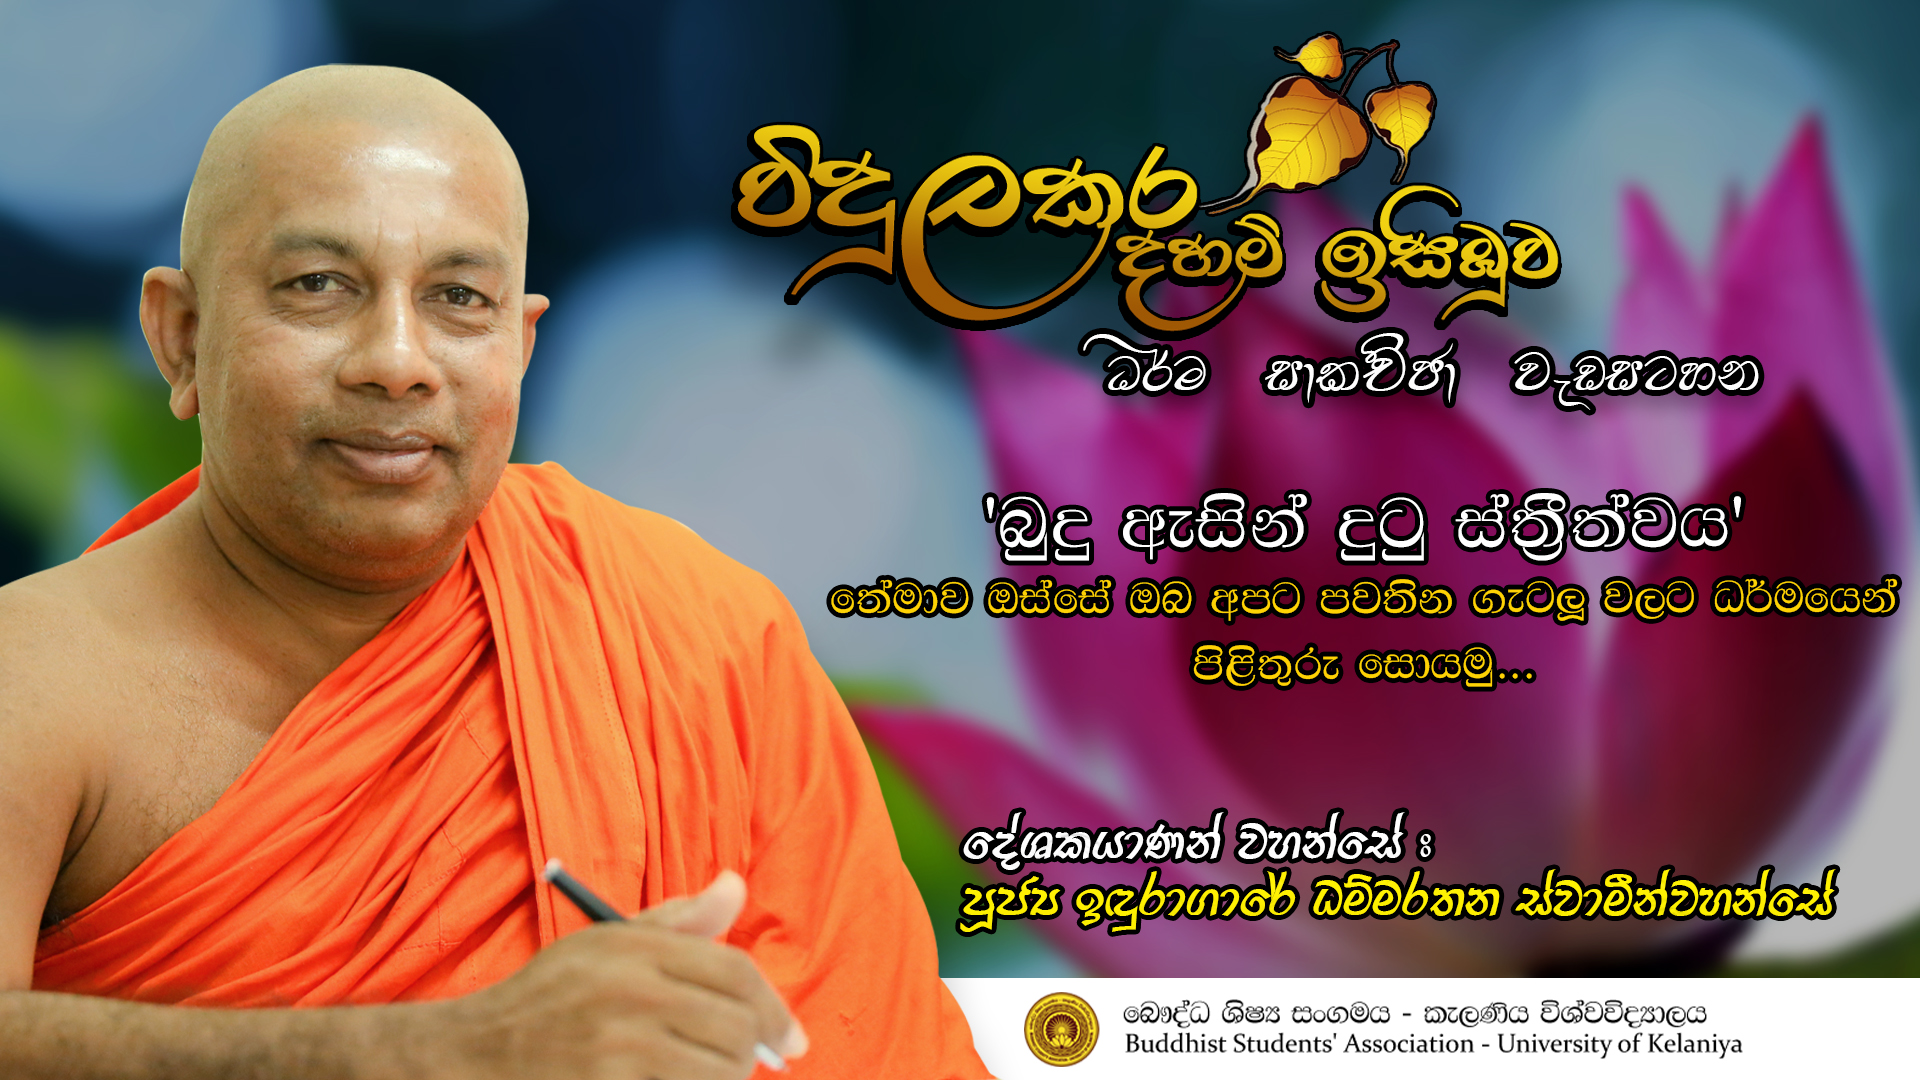 විදුලකර
දහම් ඉසිඹුව
ධර්ම සාකච්ඡා වැඩසටහන
'බුදු ඇසින් දුටු ස්ත්‍රීත්වය'
තේමාව ඔස්සේ ඔබ අපට පවතින ගැටලූ වලට ධර්මයෙන්
පිළිතුරු සොයමු...
දේශකයාණන් වහන්සේ :
පූජ්‍ය ඉඳුරාගාරේ ධම්මරතන ස්වාමීන්වහන්සේ
බෞද්ධ ශිෂ්‍ය සංගමය - කැලණිය විශ්වවිද්‍යාලය
Buddhist Students' Association - University of Kelaniya